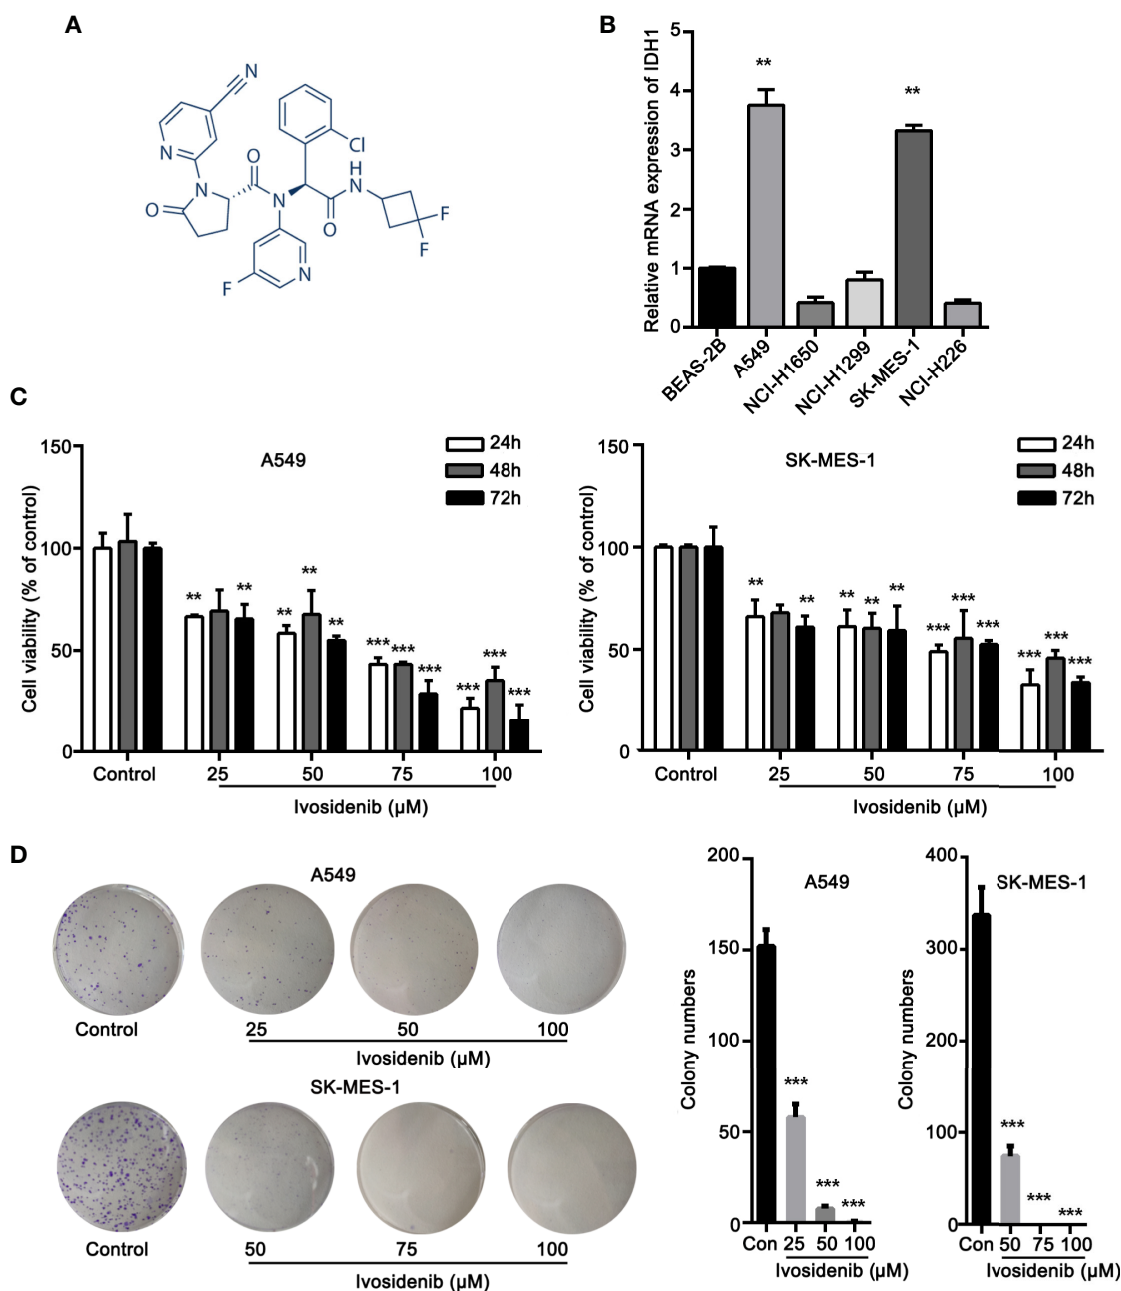 A
N
N
N
O
O
N
Cl
H
N
O
F
F
F
N
B
Relative mRNA expression of IDH1
5
4
3
2
1
0
**
**
BEAS-2B
A549
NCI-H1650
NCI-H1299
SK-MES-1
NCI-H226
C
Cell viability (% of control)
150
100
50
0
A549
24h
48h
72h
** ** ** ** ** *** *** *** *** *** ***
Control 25 50 75 100
Ivosidenib (μM)
Cell viability (% of control)
150
100
50
0
SK-MES-1
24h
48h
72h
** ** ** ** ** *** *** *** *** *** ***
Control 25 50 75 100
Ivosidenib (μM)
D
A549
Control 25 50 100
Ivosidenib (μM)
SK-MES-1
Control 50 75 100
Ivosidenib (μM)
Colony numbers
200
150
100
50
0
A549
***
***
***
Con 25 50 100
Ivosidenib (μM)
Colony numbers
400
300
200
100
0
SK-MES-1
***
***
***
Con 50 75 100
Ivosidenib (μM)